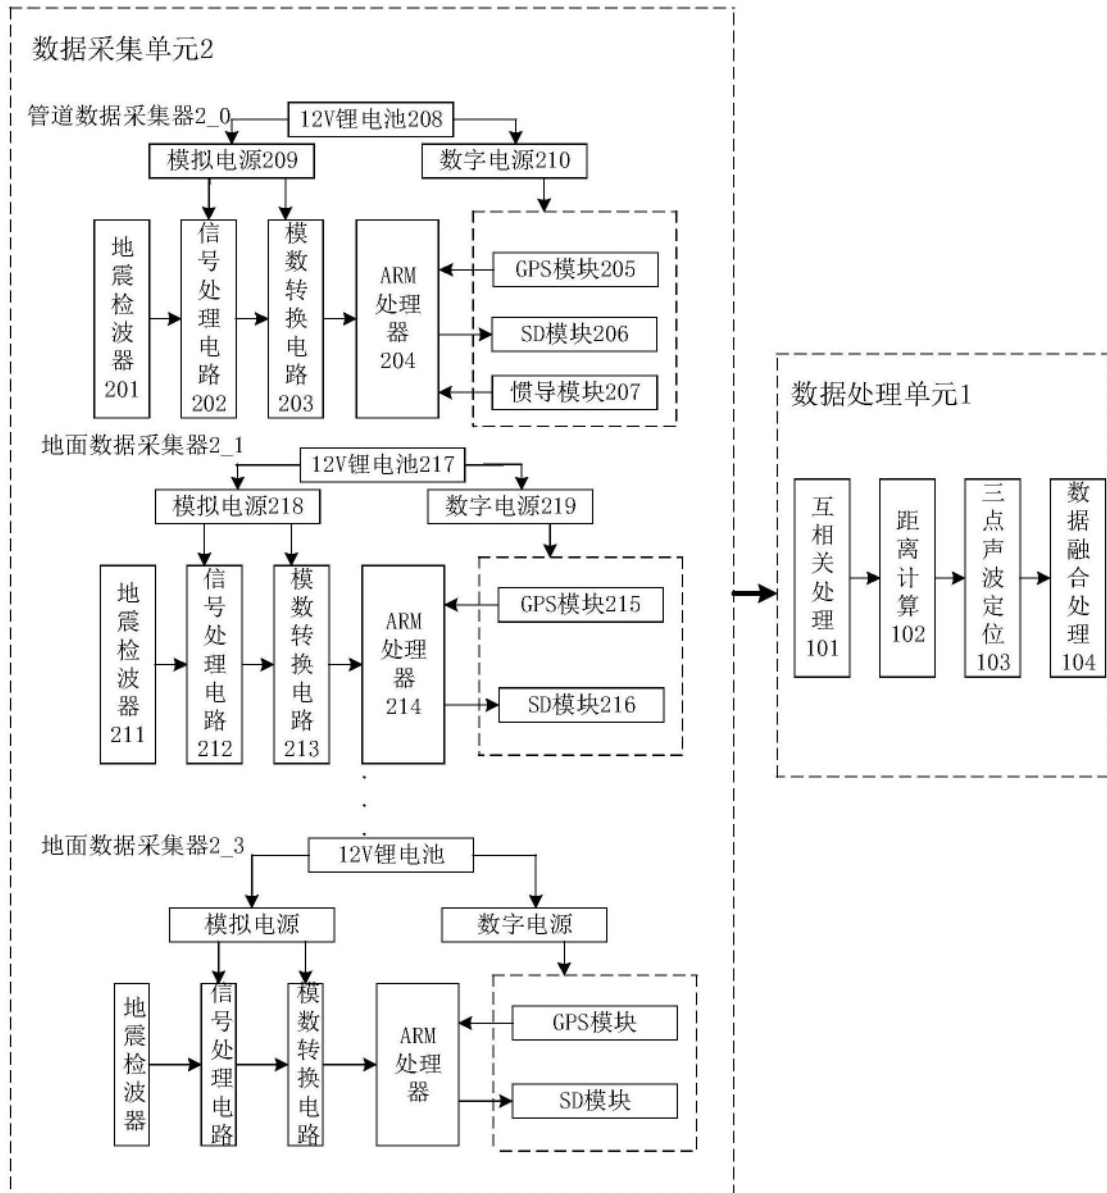 数据采集单元2
管道数据采集器2_0
12V锂电池208
模拟电源209
数字电源210
地震检波器201
信号处理电路202
模数转换电路203
ARM处理器204
GPS模块205
SD模块206
惯导模块207
地面数据采集器2_1
12V锂电池217
模拟电源218
数字电源219
地震检波器211
信号处理电路212
模数转换电路213
ARM处理器214
GPS模块215
SD模块216
地面数据采集器2_3
12V锂电池
模拟电源
数字电源
地震检波器
信号处理电路
模数转换电路
ARM处理器
GPS模块
SD模块
数据处理单元1
互相关处理101
距离计算102
三点声波定位103
数据融合处理104